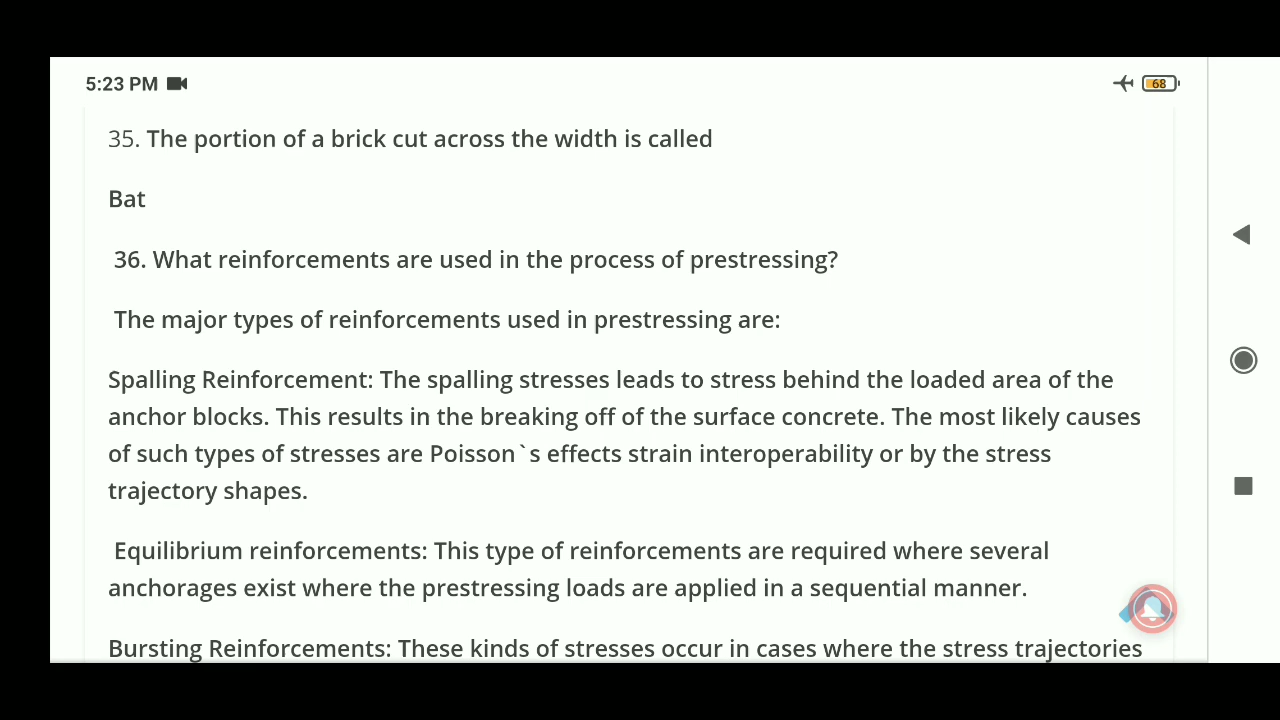 5:23 PM
68
35. The portion of a brick cut across the width is called
Bat
36. What reinforcements are used in the process of prestressing?
The major types of reinforcements used in prestressing are:
Spalling Reinforcement: The spalling stresses leads to stress behind the loaded area of the
anchor blocks. This results in the breaking off of the surface concrete. The most likely causes
of such types of stresses are Poisson`s effects strain interoperability or by the stress
trajectory shapes.
Equilibrium reinforcements: This type of reinforcements are required where several
anchorages exist where the prestressing loads are applied in a sequential manner.
Bursting Reinforcements: These kinds of stresses occur in cases where the stress trajectories